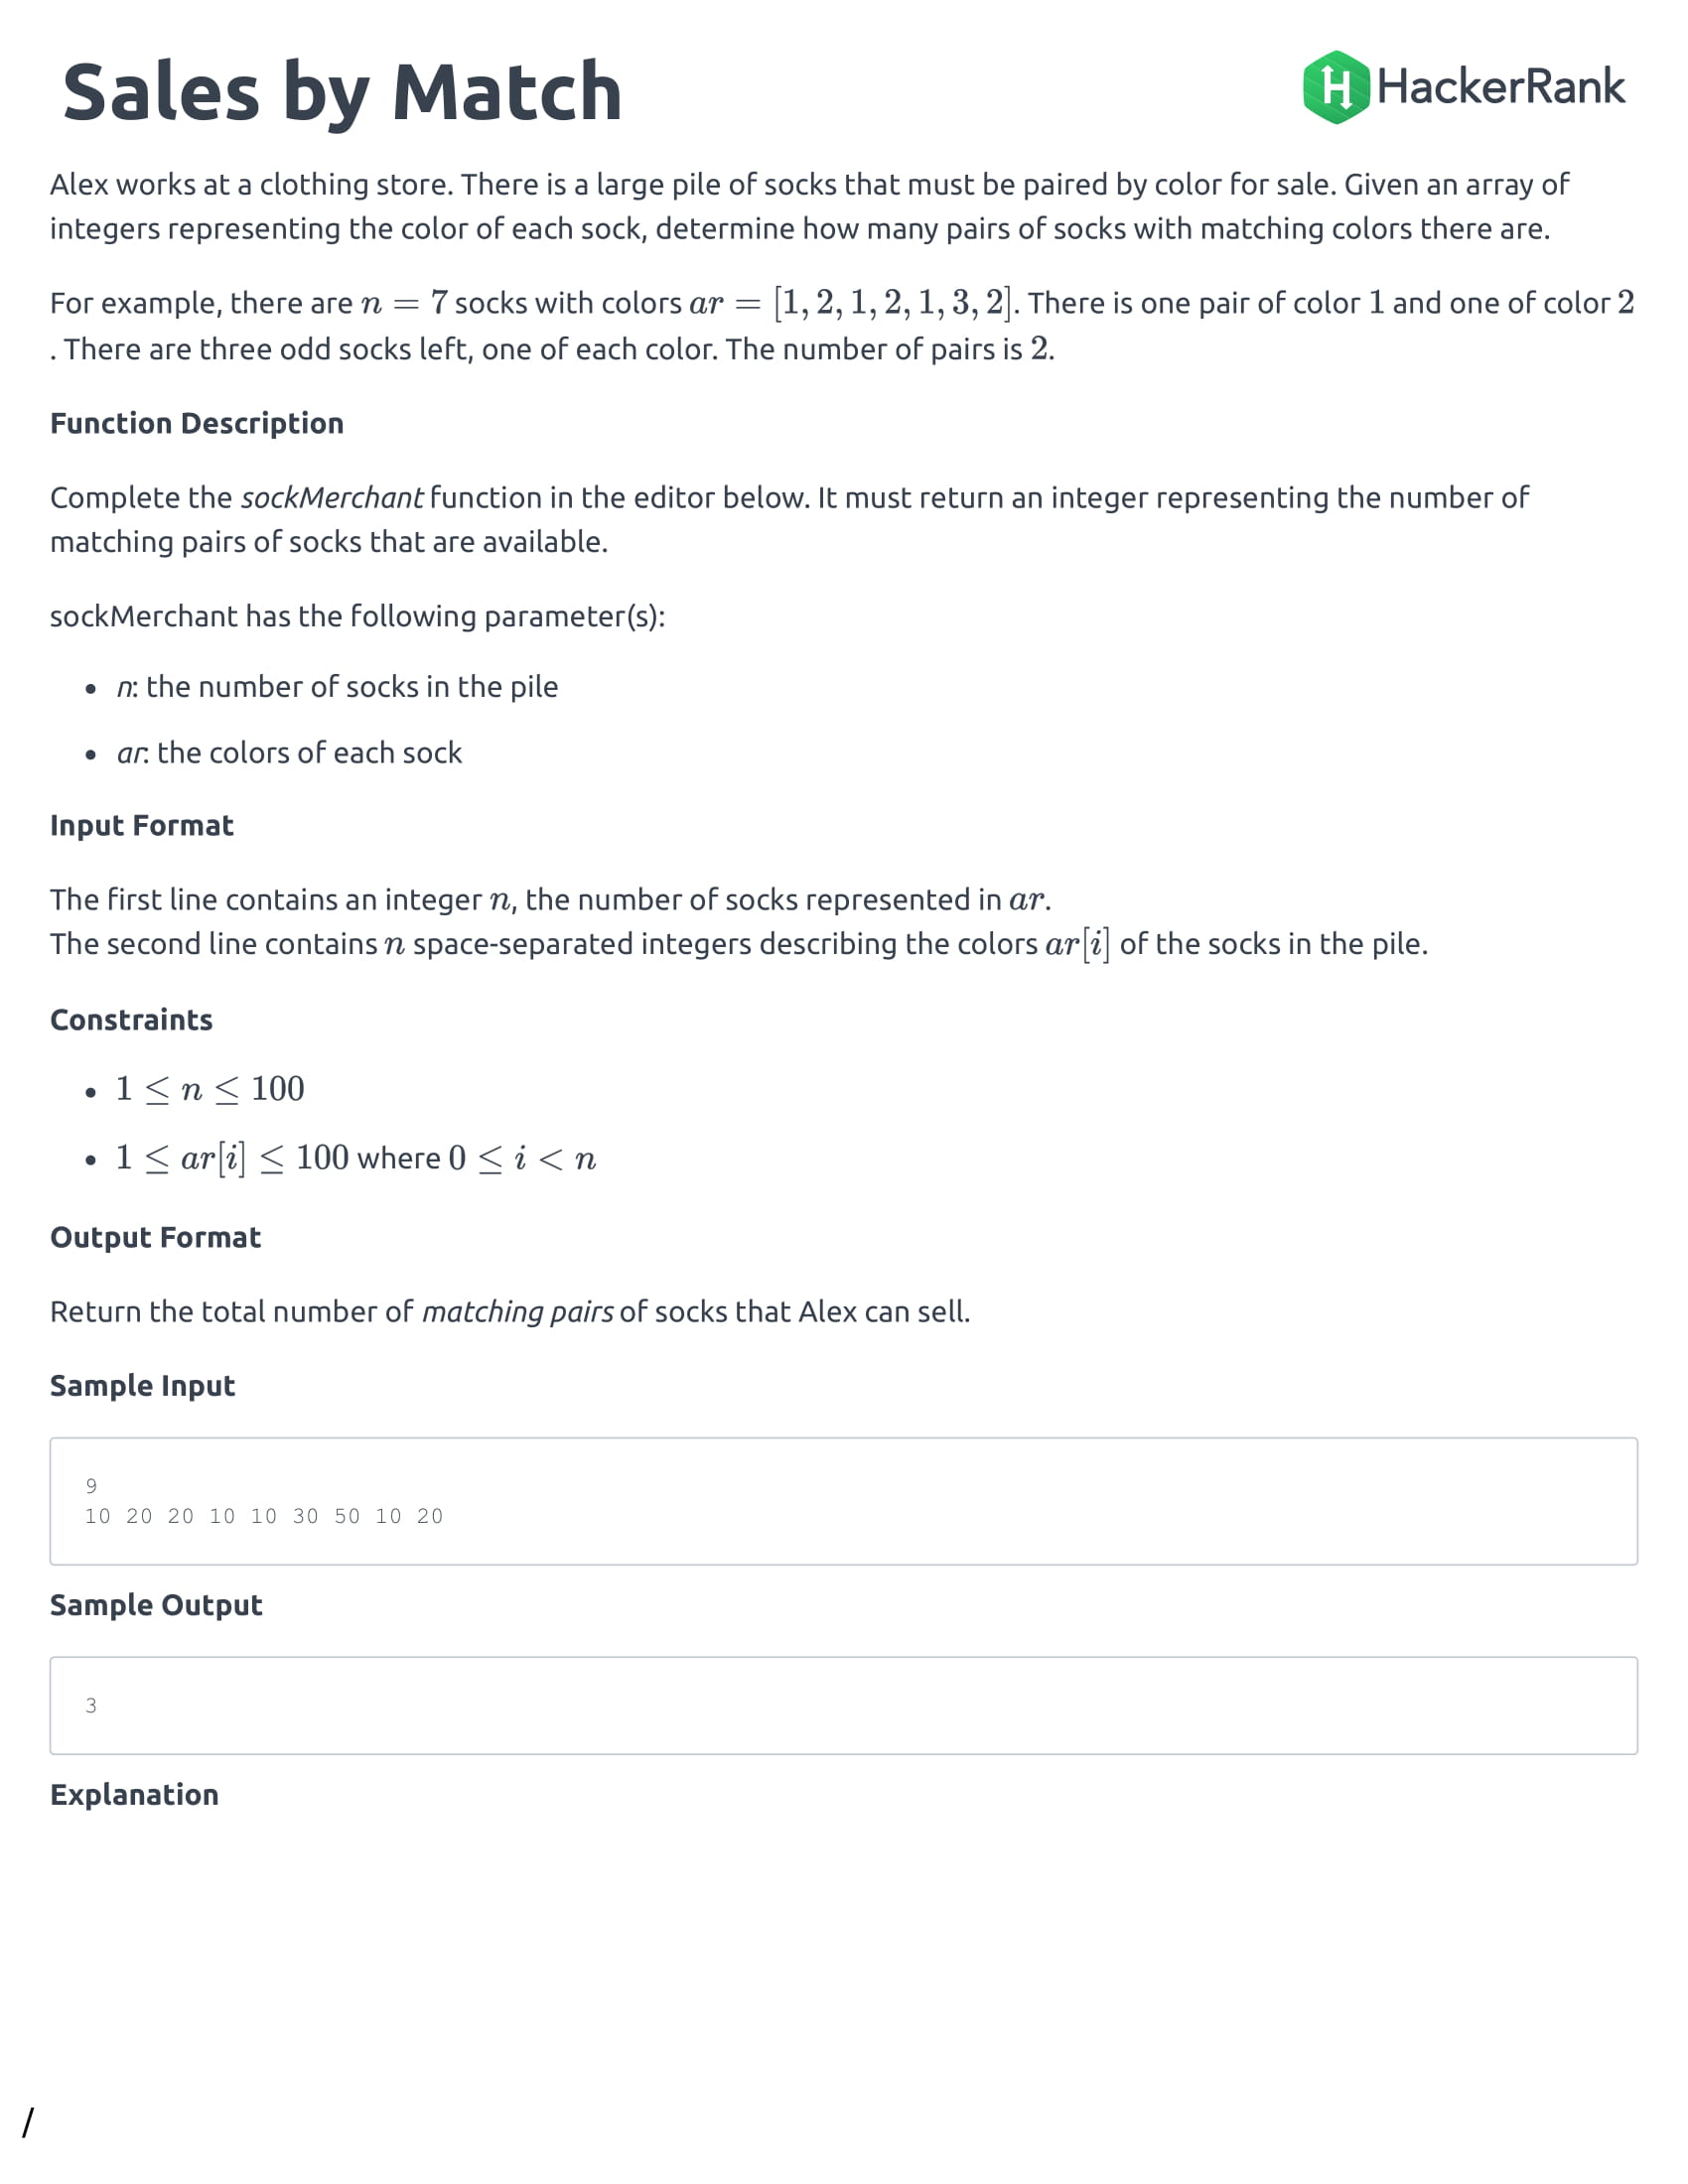 Sales by Match
HackerRank
Alex works at a clothing store. There is a large pile of socks that must be paired by color for sale. Given an array of
integers representing the color of each sock, determine how many pairs of socks with matching colors there are.
For example, there are n = 7 socks with colors ar = [1, 2, 1, 2, 1, 3, 2]. There is one pair of color 1 and one of color 2
. There are three odd socks left, one of each color. The number of pairs is 2.
Function Description
Complete the sockMerchant function in the editor below. It must return an integer representing the number of
matching pairs of socks that are available.
sockMerchant has the following parameter(s):
• n: the number of socks in the pile
• ar: the colors of each sock
Input Format
The first line contains an integer n, the number of socks represented in ar.
The second line contains n space-separated integers describing the colors ar[i] of the socks in the pile.
Constraints
• 1 ≤ n ≤ 100
• 1 ≤ ar[i] ≤ 100 where 0 ≤ i < n
Output Format
Return the total number of matching pairs of socks that Alex can sell.
Sample Input
9
10 20 20 10 10 30 50 10 20
Sample Output
3
Explanation
/